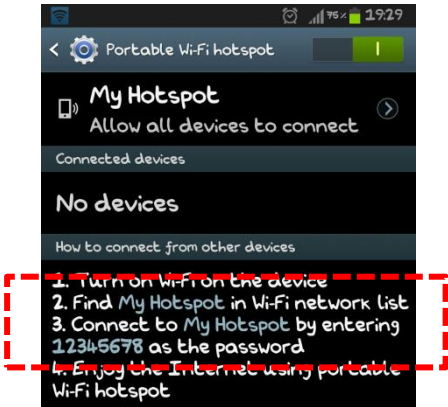 75% 19:29
Portable Wi-Fi hotspot
My Hotspot
Allow all devices to connect
Connected devices
No devices
How to connect from other devices
1. Turn on Wi-Fi on the device
2. Find My Hotspot in Wi-Fi network list
3. Connect to My Hotspot by entering
12345678 as the password
4. Enjoy the Internet using portable
Wi-Fi hotspot